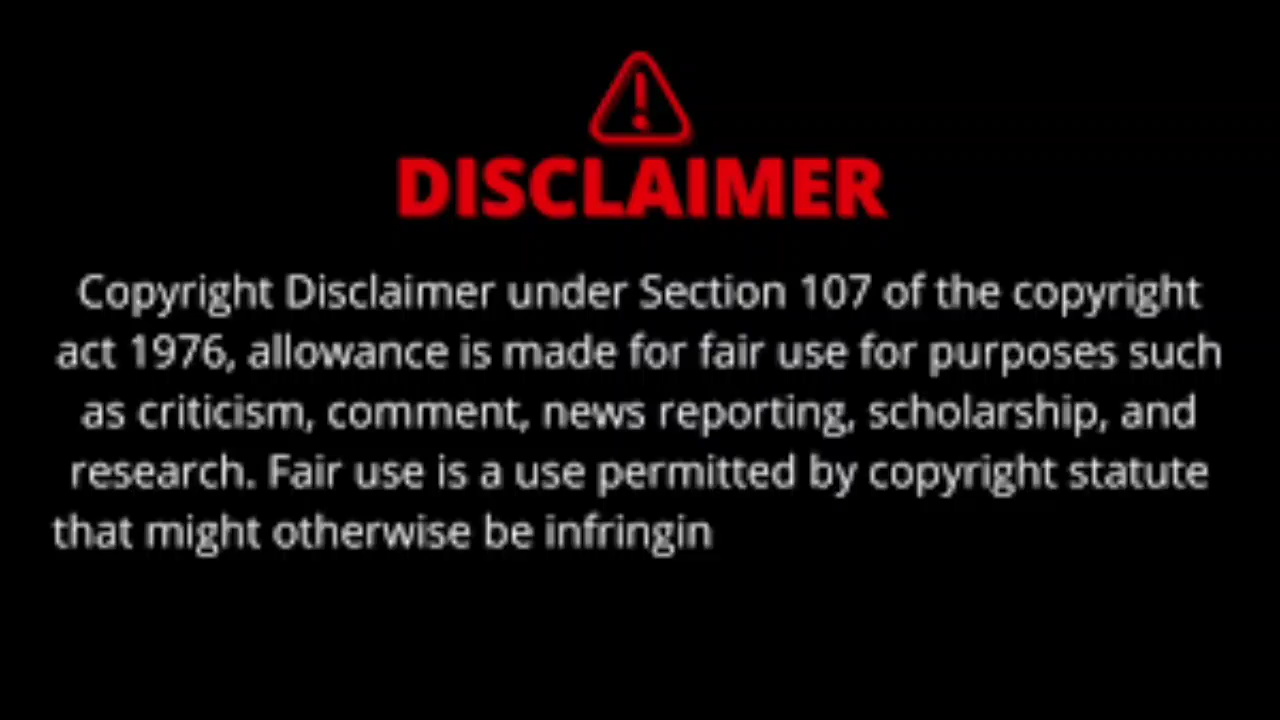 DISCLAIMER
Copyright Disclaimer under Section 107 of the copyright
act 1976, allowance is made for fair use for purposes such
as criticism, comment, news reporting, scholarship, and
research. Fair use is a use permitted by copyright statute
that might otherwise be infringin